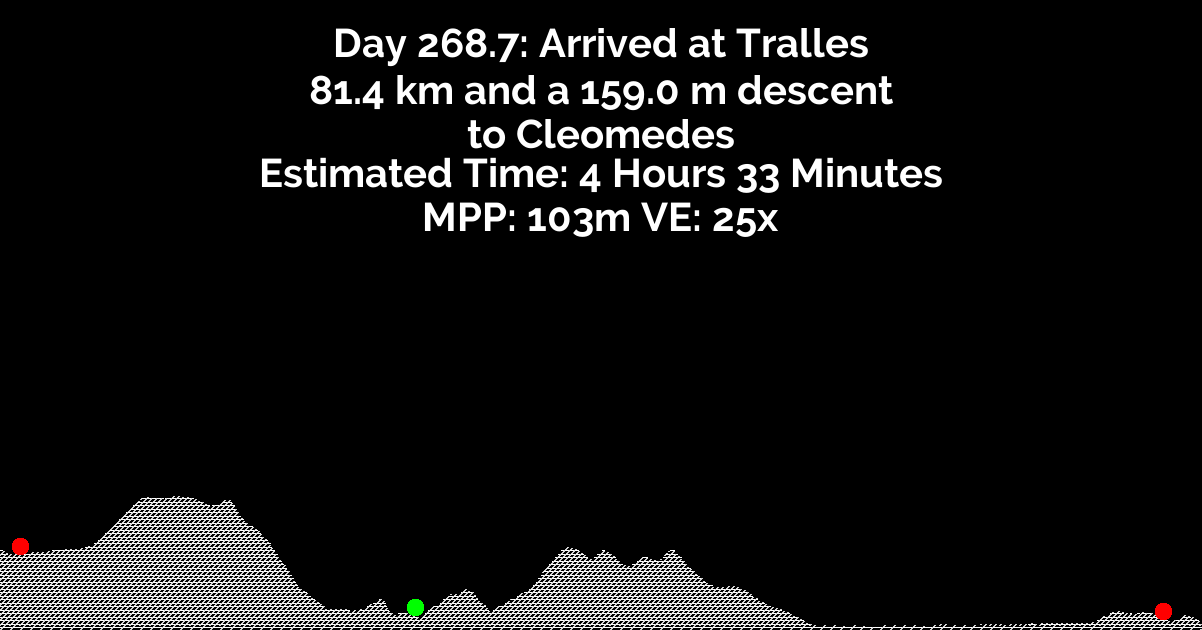 Day 268.7: Arrived at Tralles
81.4 km and a 159.0 m descent
to Cleomedes
Estimated Time: 4 Hours 33 Minutes
MPP: 103m VE: 25x